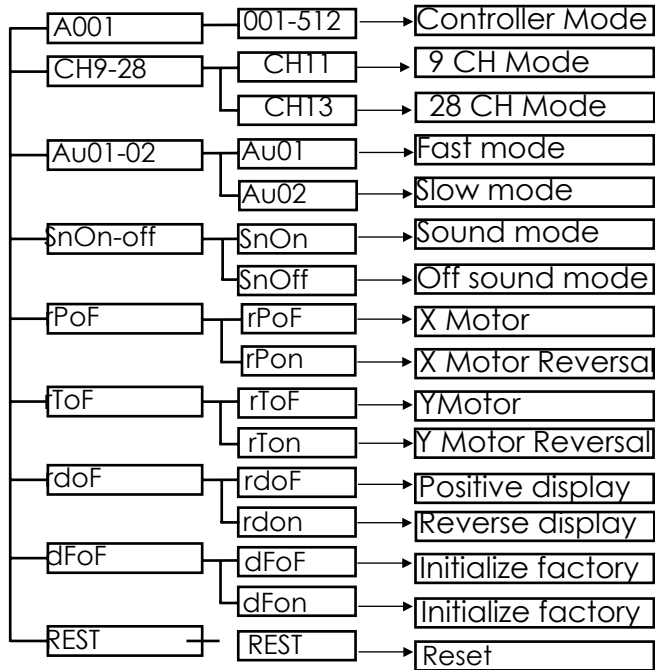 A001 001-512 Controller Mode
CH9-28 CH11 9 CH Mode
CH13 28 CH Mode
Au01-02 Au01 Fast mode
Au02 Slow mode
SnOn-off SnOn Sound mode
SnOff Off sound mode
rPoF rPoF X Motor
rPon X Motor Reversal
rToF rToF YMotor
rTon Y Motor Reversal
rdoF rdoF Positive display
rdon Reverse display
dFoF dFoF Initialize factory
dFon Initialize factory
REST REST Reset